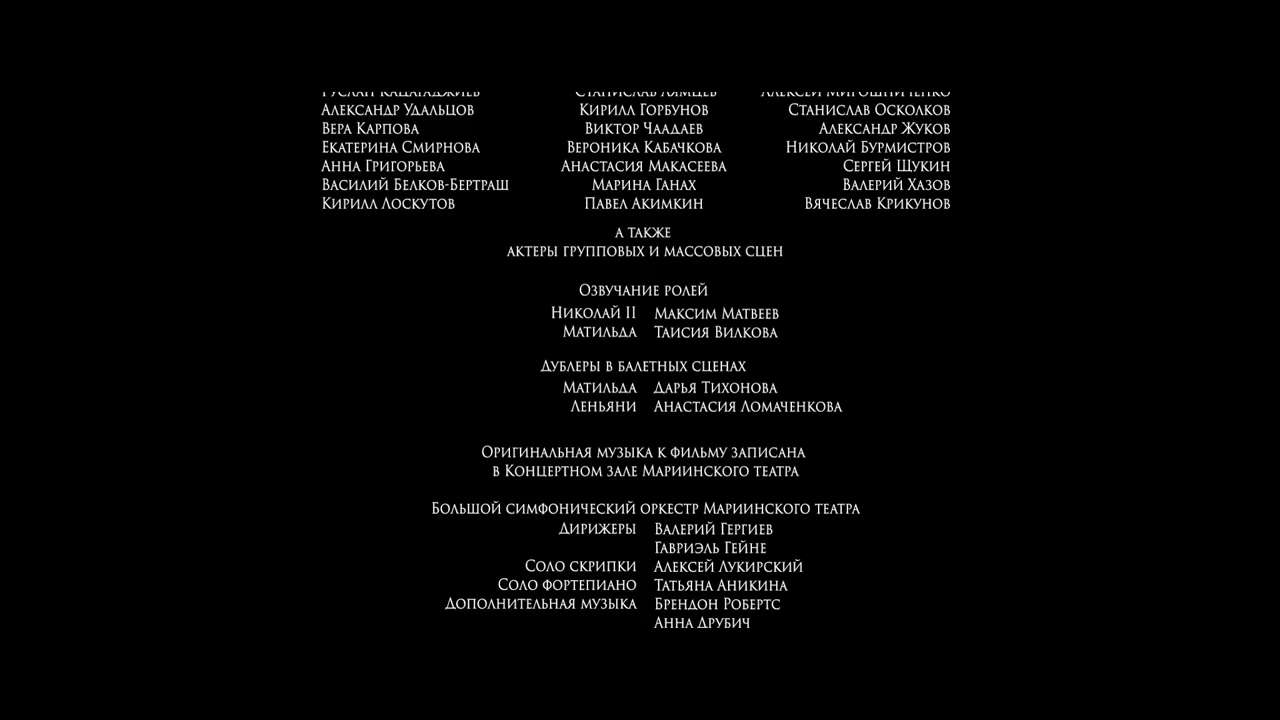 Александр Удальцов Кирилл Горбунов Станислав Осколков
Вера Карпова Виктор Чаадаев Александр Жуков
Екатерина Смирнова Вероника Кабачкова Николай Бурмистров
Анна Григорьева Анастасия Макасеева Сергей Щукин
Василий Белков-Бертраш Марина Ганах Валерий Хазов
Кирилл Лоскутов Павел Акимкин Вячеслав Крикунов
а также
актеры групповых и массовых сцен
Озвучание ролей
Николай II Максим Матвеев
Матильда Таисия Вилкова
Дублеры в балетных сценах
Матильда Дарья Тихонова
Леньяни Анастасия Ломаченкова
Оригинальная музыка к фильму записана
в Концертном зале Мариинского театра
Большой симфонический оркестр Мариинского театра
Дирижеры Валерий Гергиев
Гавриэль Гейне
Соло скрипки Алексей Лукирский
Соло фортепиано Татьяна Аникина
Дополнительная музыка Брендон Робертс
Анна Друбич